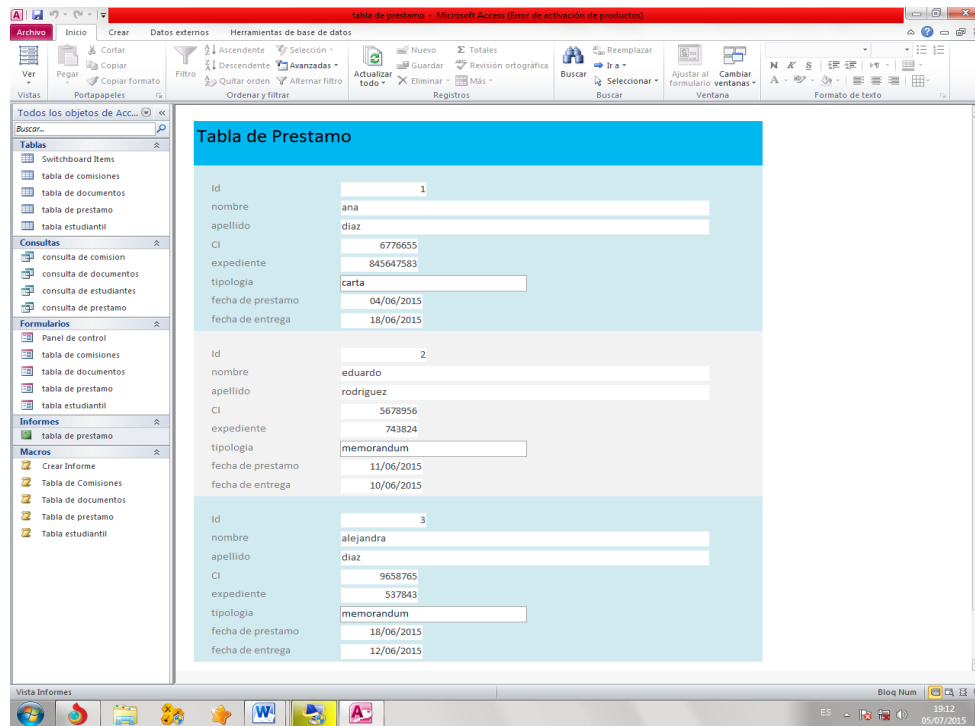 tabla de prestamo - Microsoft Access (Error de activación de productos)
Archivo Inicio Crear Datos externos Herramientas de base de datos
Ver
Vistas
Pegar
Cortar
Copiar
Copiar formato
Portapapeles
Filtro
Ascendente Selección
Descendente Avanzadas
Quitar orden Alternar filtro
Ordenar y filtrar
Actualizar todo
Nuevo Totales
Guardar Revisión ortográfica
Eliminar Más
Registros
Buscar
Reemplazar
Ir a
Seleccionar
Buscar
Ajustar al formulario
Cambiar ventanas
Ventana
N K S
A
Formato de texto
Todos los objetos de Acc...
Buscar...
Tablas
Switchboard Items
tabla de comisiones
tabla de documentos
tabla de prestamo
tabla estudiantil
Consultas
consulta de comision
consulta de documentos
consulta de estudiantes
consulta de prestamo
Formularios
Panel de control
tabla de comisiones
tabla de documentos
tabla de prestamo
tabla estudiantil
Informes
tabla de prestamo
Macros
Crear Informe
Tabla de Comisiones
Tabla de documentos
Tabla de prestamo
Tabla estudiantil
Tabla de Prestamo
Id 1
nombre ana
apellido diaz
CI 6776655
expediente 845647583
tipologia carta
fecha de prestamo 04/06/2015
fecha de entrega 18/06/2015
Id 2
nombre eduardo
apellido rodriguez
CI 5678956
expediente 743824
tipologia memorandum
fecha de prestamo 11/06/2015
fecha de entrega 10/06/2015
Id 3
nombre alejandra
apellido diaz
CI 9658765
expediente 537843
tipologia memorandum
fecha de prestamo 18/06/2015
fecha de entrega 12/06/2015
Vista Informes Bloq Num
ES 19:12
05/07/2015